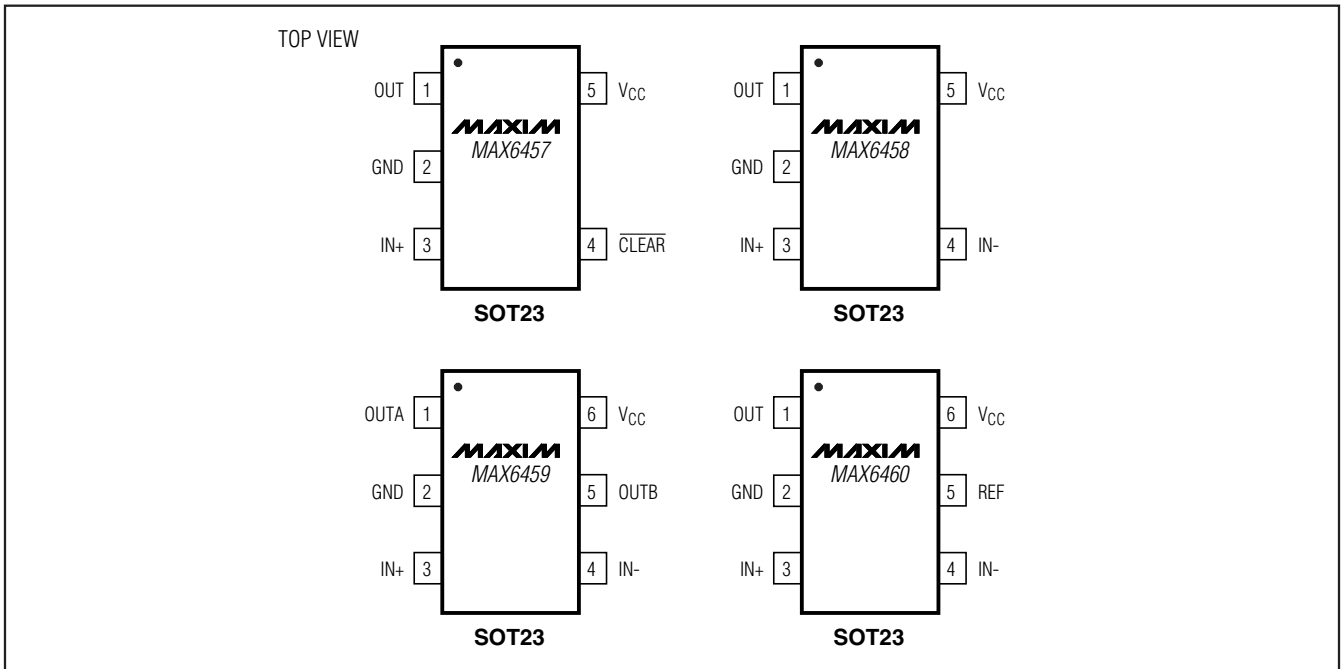 TOP VIEW
OUT 1
GND 2
IN+ 3
5 VCC
4 CLEAR
MAXIM
MAX6457
SOT23
OUT 1
GND 2
IN+ 3
5 VCC
4 IN-
MAXIM
MAX6458
SOT23
OUTA 1
GND 2
IN+ 3
6 VCC
5 OUTB
4 IN-
MAXIM
MAX6459
SOT23
OUT 1
GND 2
IN+ 3
6 VCC
5 REF
4 IN-
MAXIM
MAX6460
SOT23